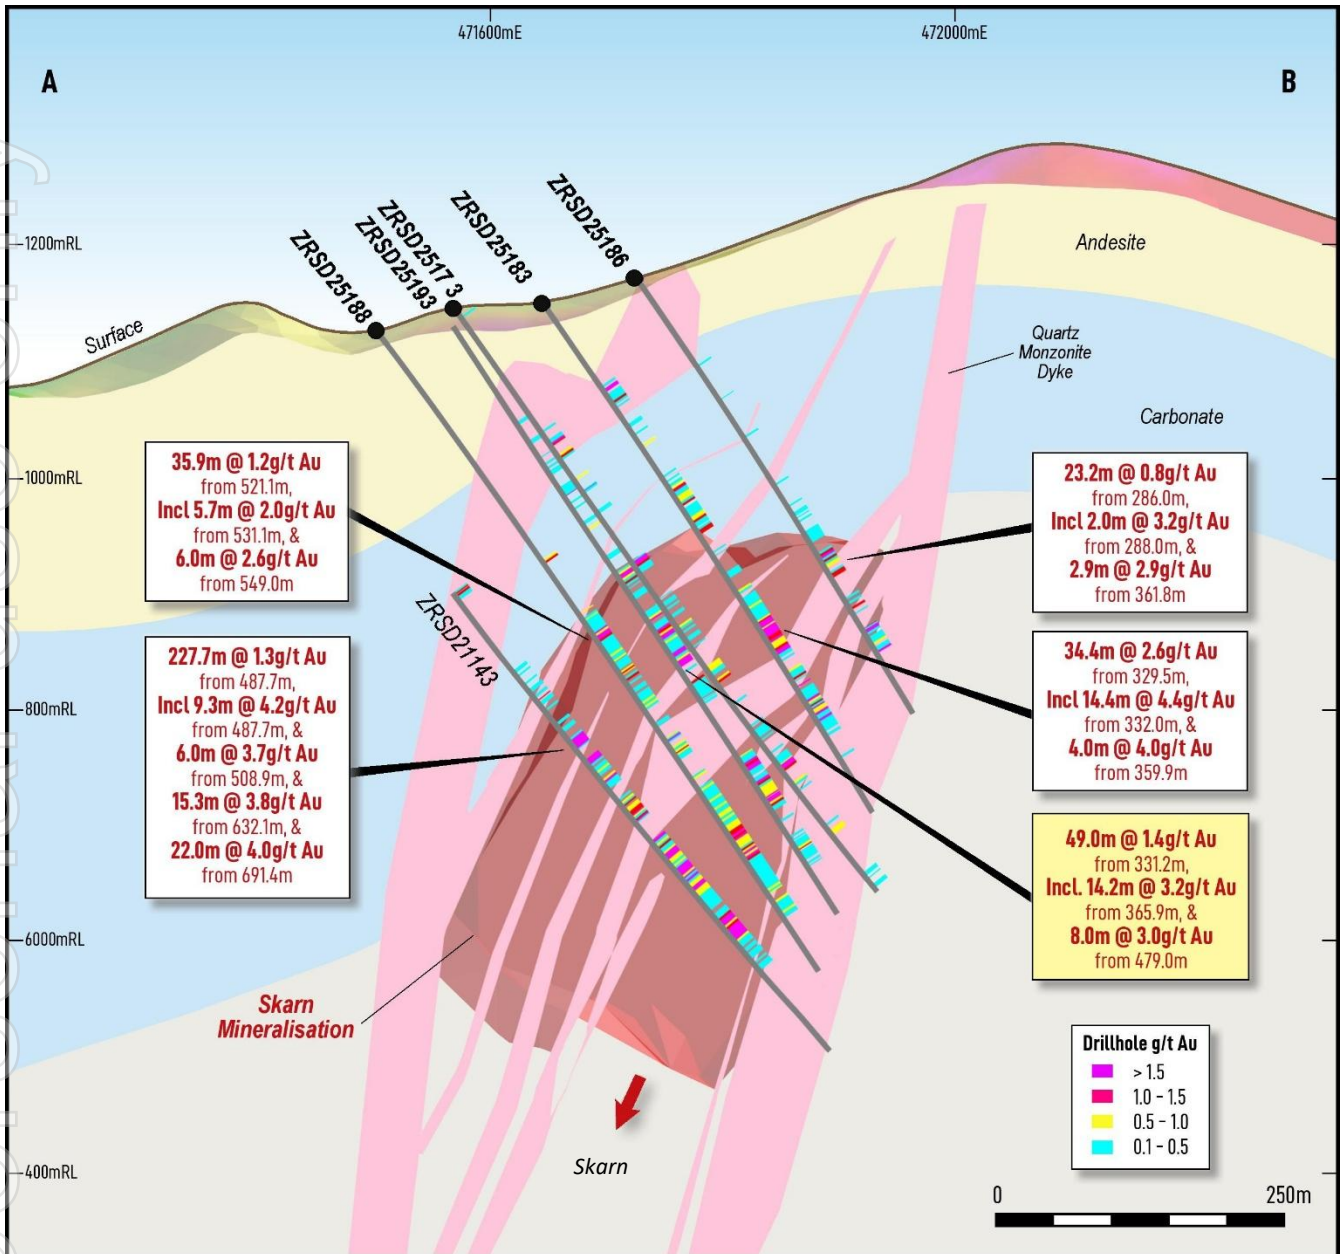 471600mE
472000mE
A
B
ZRSD25186
ZRSD25183
ZRSD2517 3
ZRSD25193
ZRSD25188
1200mRL
Andesite
Surface
Quartz
Monzonite
Dyke
Carbonate
35.9m @ 1.2g/t Au
from 521.1m,
Incl 5.7m @ 2.0g/t Au
from 531.1m, &
6.0m @ 2.6g/t Au
from 549.0m
1000mRL
23.2m @ 0.8g/t Au
from 286.0m,
Incl 2.0m @ 3.2g/t Au
from 288.0m, &
2.9m @ 2.9g/t Au
from 361.8m
ZRSD21143
227.7m @ 1.3g/t Au
from 487.7m,
Incl 9.3m @ 4.2g/t Au
from 487.7m, &
6.0m @ 3.7g/t Au
from 508.9m, &
15.3m @ 3.8g/t Au
from 632.1m, &
22.0m @ 4.0g/t Au
from 691.4m
800mRL
34.4m @ 2.6g/t Au
from 329.5m,
Incl 14.4m @ 4.4g/t Au
from 332.0m, &
4.0m @ 4.0g/t Au
from 359.9m
49.0m @ 1.4g/t Au
from 331.2m,
Incl. 14.2m @ 3.2g/t Au
from 365.9m, &
8.0m @ 3.0g/t Au
from 479.0m
6000mRL
Skarn
Mineralisation
Drillhole g/t Au
> 1.5
1.0 - 1.5
0.5 - 1.0
0.1 - 0.5
400mRL
Skarn
0 250m